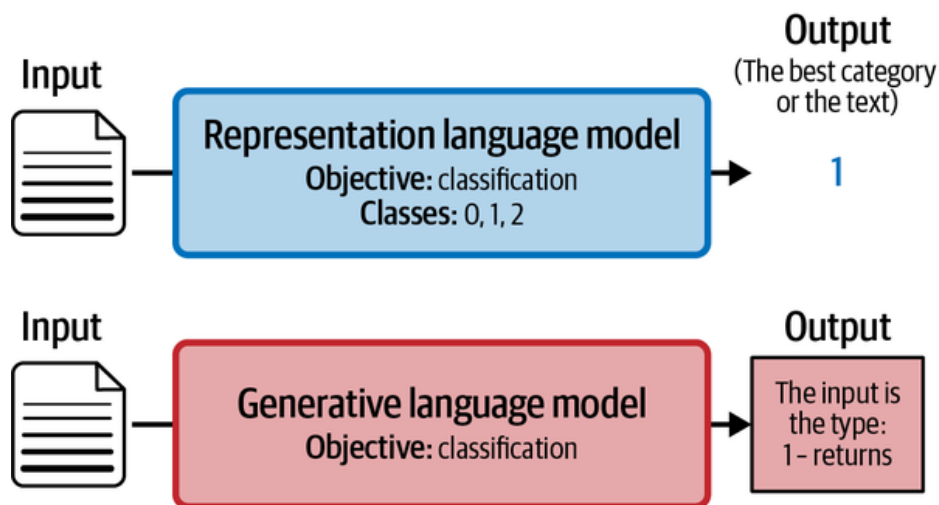 Input
Representation language model
Objective: classification
Classes: 0, 1, 2
Output
(The best category
or the text)
1
Input
Generative language model
Objective: classification
Output
The input is
the type:
1 – returns